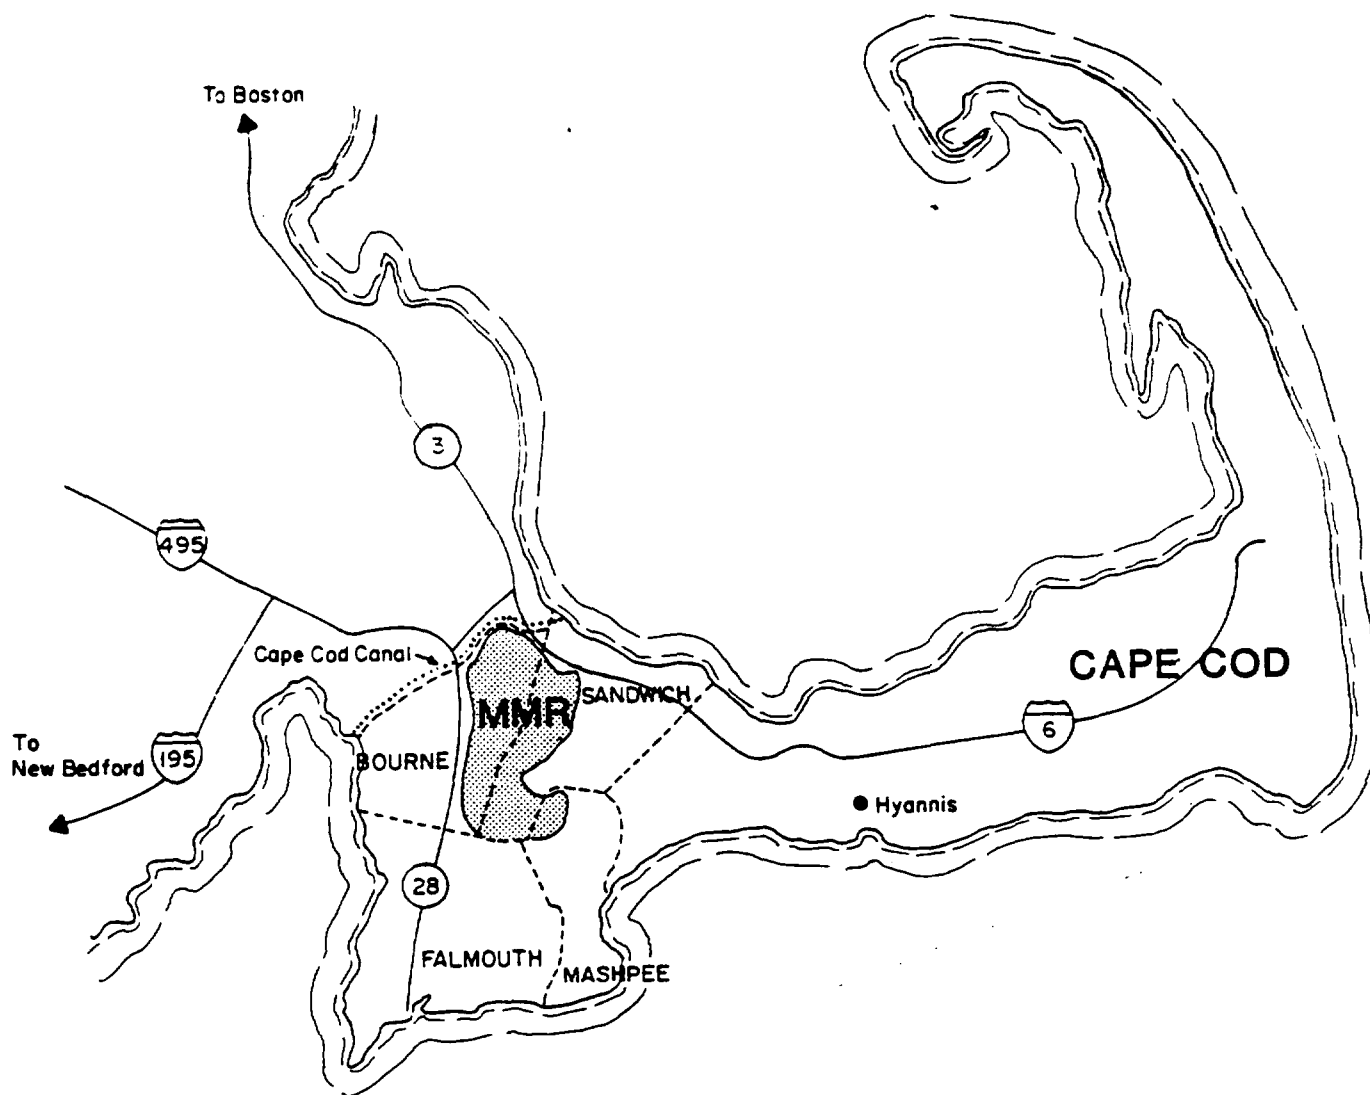 To Boston
3
495
Cape Cod Canal
CAPE COD
SANDWICH
MMR
6
To
New Bedford
195
BOURNE
Hyannis
28
FALMOUTH
MASHPEE